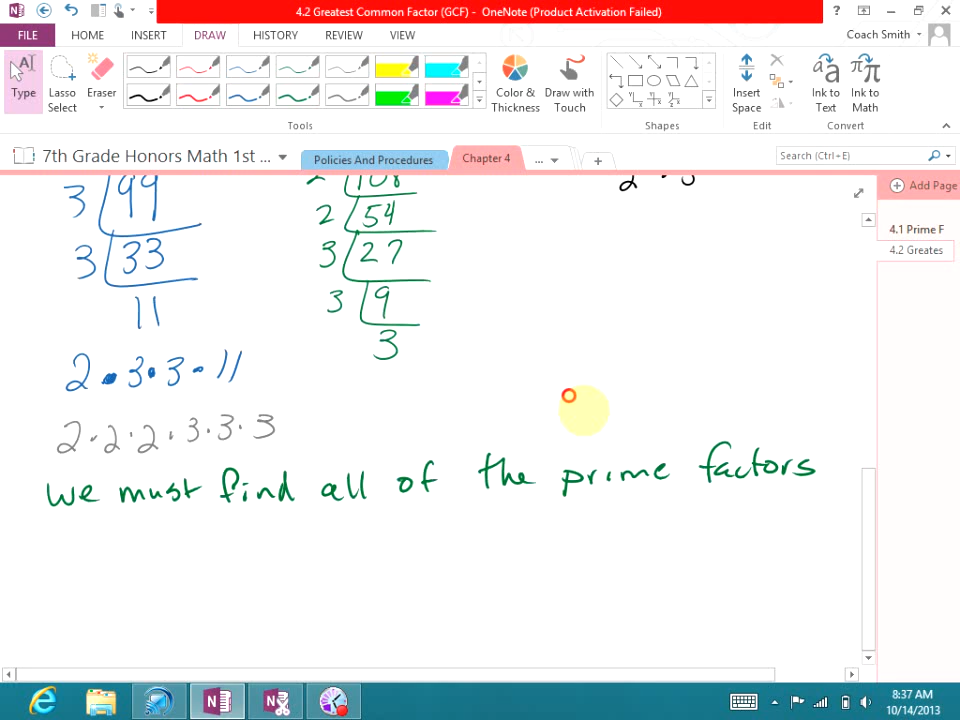 4.2 Greatest Common Factor (GCF) - OneNote (Product Activation Failed)
FILE HOME INSERT DRAW HISTORY REVIEW VIEW Coach Smith
Type Lasso Select Eraser Color & Thickness Draw with Touch Insert Space Ink to Text Ink to Math
Tools Shapes Edit Convert
7th Grade Honors Math 1st ... Policies And Procedures Chapter 4 ... + Search (Ctrl+E)
Add Page
4.1 Prime F
4.2 Greates
3 99
3 33
11
2 108
2 54
3 27
3 9
3
2 · 3 · 3 · 11
2 · 2 · 2 · 3 · 3 · 3
we must find all of the prime factors
8:37 AM
10/14/2013